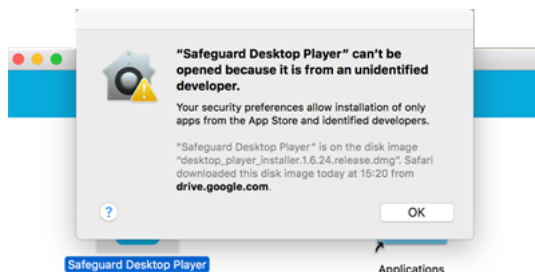 “Safeguard Desktop Player” can’t be
opened because it is from an unidentified
developer.
Your security preferences allow installation of only
apps from the App Store and identified developers.
“Safeguard Desktop Player” is on the disk image
“desktop_player_installer.1.6.24.release.dmg”. Safari
downloaded this disk image today at 15:20 from
drive.google.com.
?
OK
Safeguard Desktop Player
Applications